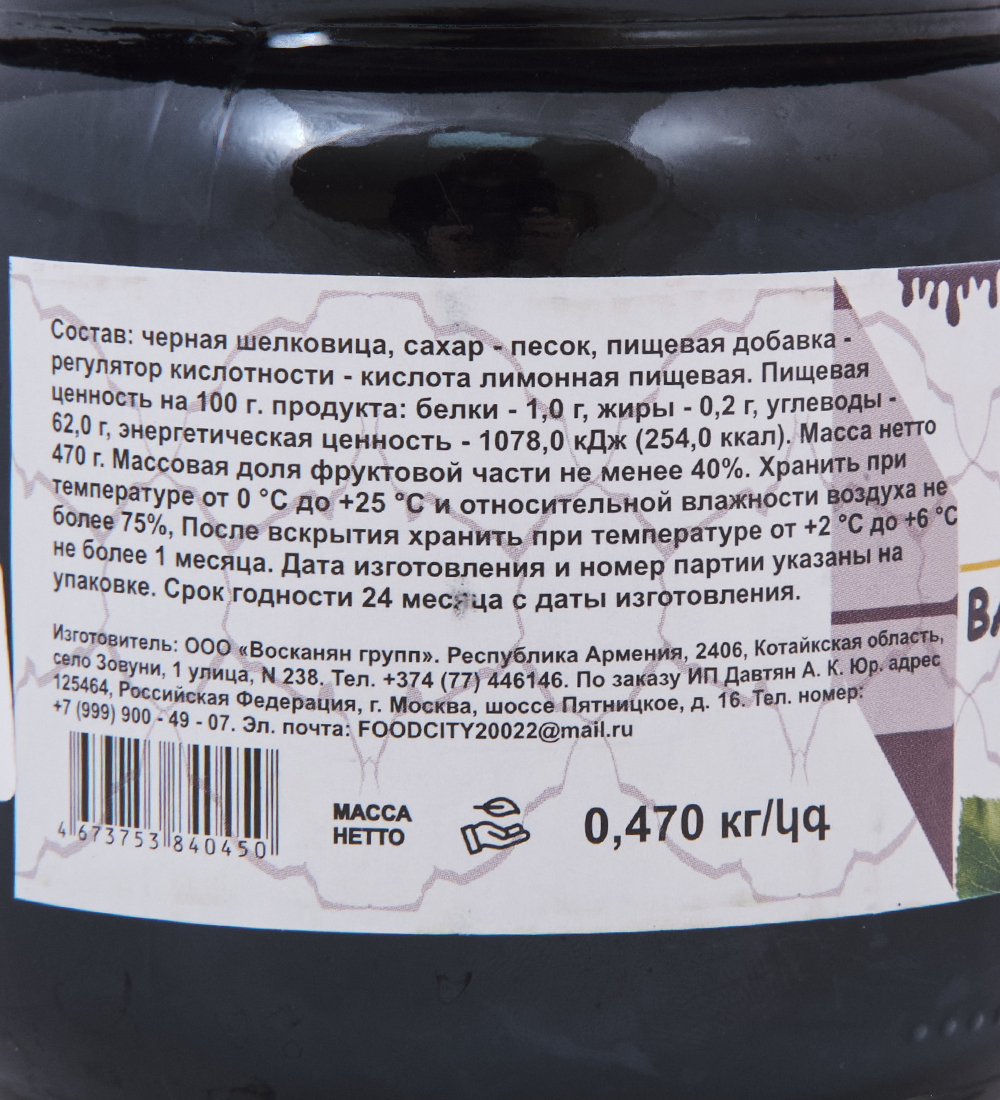 Состав: черная шелковица, сахар - песок, пищевая добавка -
регулятор кислотности - кислота лимонная пищевая. Пищевая
ценность на 100 г. продукта: белки - 1,0 г, жиры - 0,2 г, углеводы -
62,0 г, энергетическая ценность - 1078,0 кДж (254,0 ккал). Масса нетто
470 г. Массовая доля фруктовой части не менее 40%. Хранить при
температуре от 0 °C до +25 °C и относительной влажности воздуха не
более 75%, После вскрытия хранить при температуре от +2 °C до +6 °C
не более 1 месяца. Дата изготовления и номер партии указаны на
упаковке. Срок годности 24 месяца с даты изготовления.
Изготовитель: ООО «Восканян групп». Республика Армения, 2406, Котайкская область,
село Зовуни, 1 улица, N 238. Тел. +374 (77) 446146. По заказу ИП Давтян А. К. Юр. адрес
125464, Российская Федерация, г. Москва, шоссе Пятницкое, д. 16. Тел. номер:
+7 (999) 900 - 49 - 07. Эл. почта: FOODCITY20022@mail.ru
4 673753 840450
МАССА
НЕТТО
0,470 кг/կգ